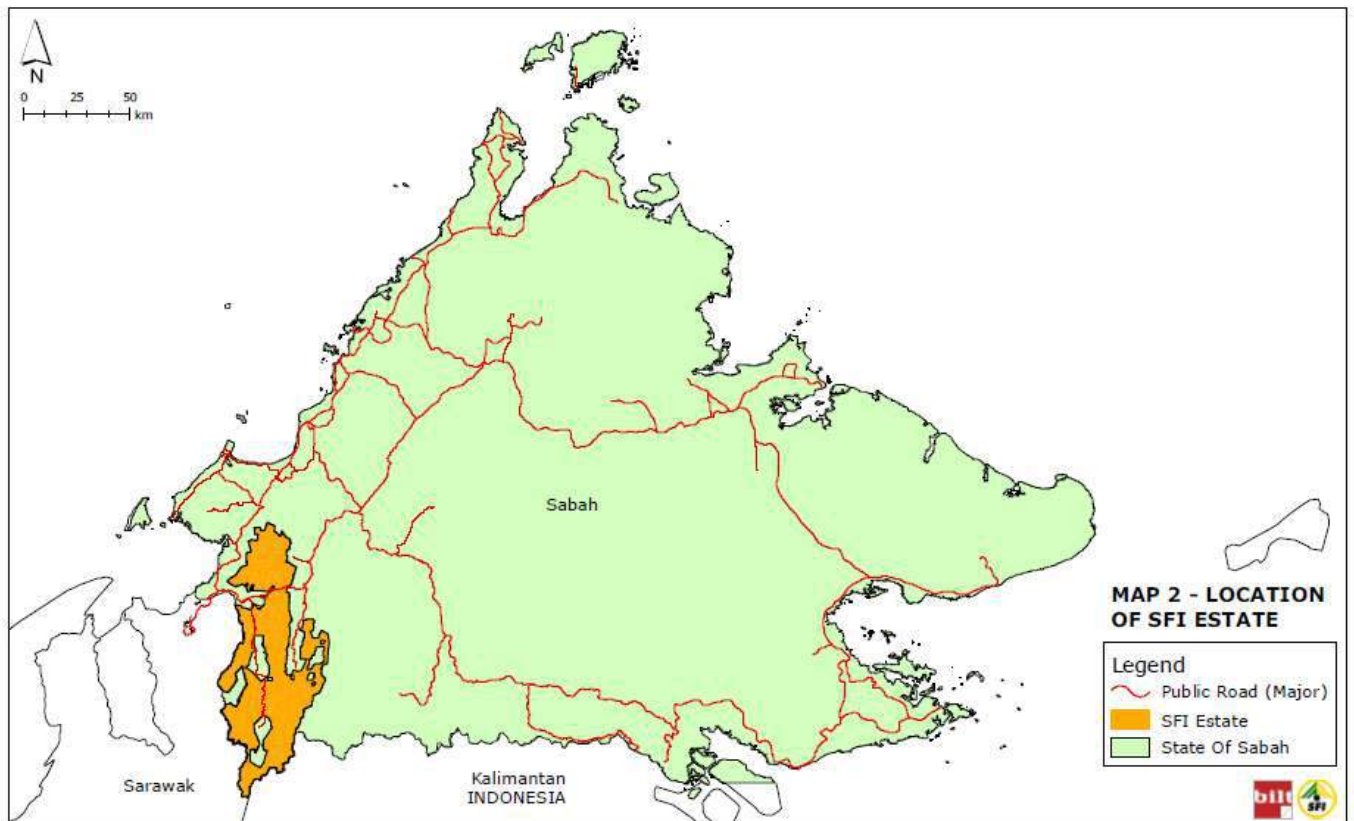 N
0 25 50
km
Sabah
Sarawak
Kalimantan
INDONESIA
MAP 2 - LOCATION
OF SFI ESTATE
Legend
Public Road (Major)
SFI Estate
State Of Sabah
bilt
SFI